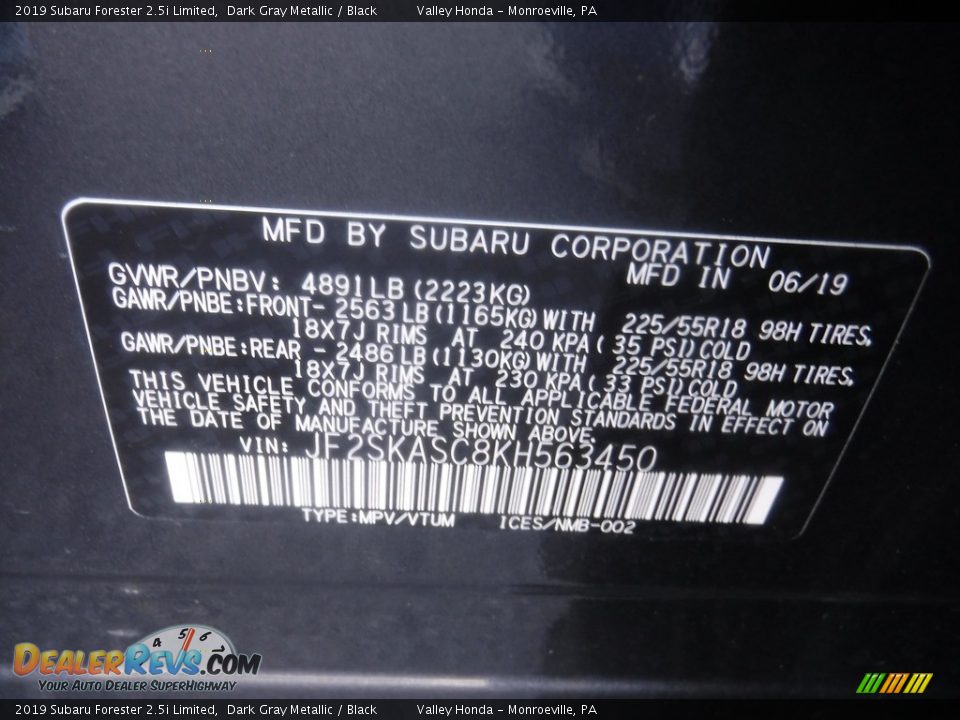 2019 Subaru Forester 2.5i Limited, Dark Gray Metallic / Black Valley Honda - Monroeville, PA
MFD BY SUBARU CORPORATION
MFD IN 06/19
GVWR/PNBV: 4891LB (2223KG)
GAWR/PNBE:FRONT- 2563 LB(1165KG) WITH 225/55R18 98H TIRES,
18X7J RIMS AT 240 KPA ( 35 PSI) COLD
GAWR/PNBE:REAR - 2486 LB(1130KG) WITH 225/55R18 98H TIRES,
18X7J RIMS AT 230 KPA ( 33 PSI) COLD
THIS VEHICLE CONFORMS TO ALL APPLICABLE FEDERAL MOTOR
VEHICLE SAFETY AND THEFT PREVENTION STANDARDS IN EFFECT ON
THE DATE OF MANUFACTURE SHOWN ABOVE.
VIN: JF2SKASC8KH563450
TYPE:MPV/VTUM ICES/NMB-002
4 5 6
DEALERREVS.COM
Your Auto Dealer SuperHighway
2019 Subaru Forester 2.5i Limited, Dark Gray Metallic / Black Valley Honda - Monroeville, PA